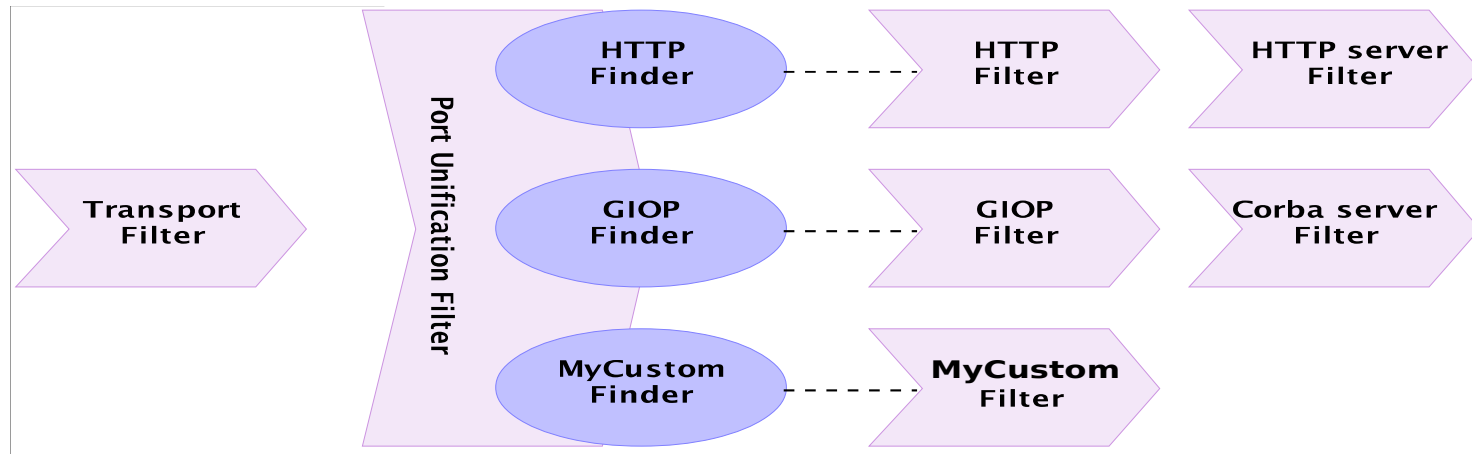 Transport
Filter
Port Unification Filter
HTTP
Finder
HTTP
Filter
HTTP server
Filter
GIOP
Finder
GIOP
Filter
Corba server
Filter
MyCustom
Finder
MyCustom
Filter